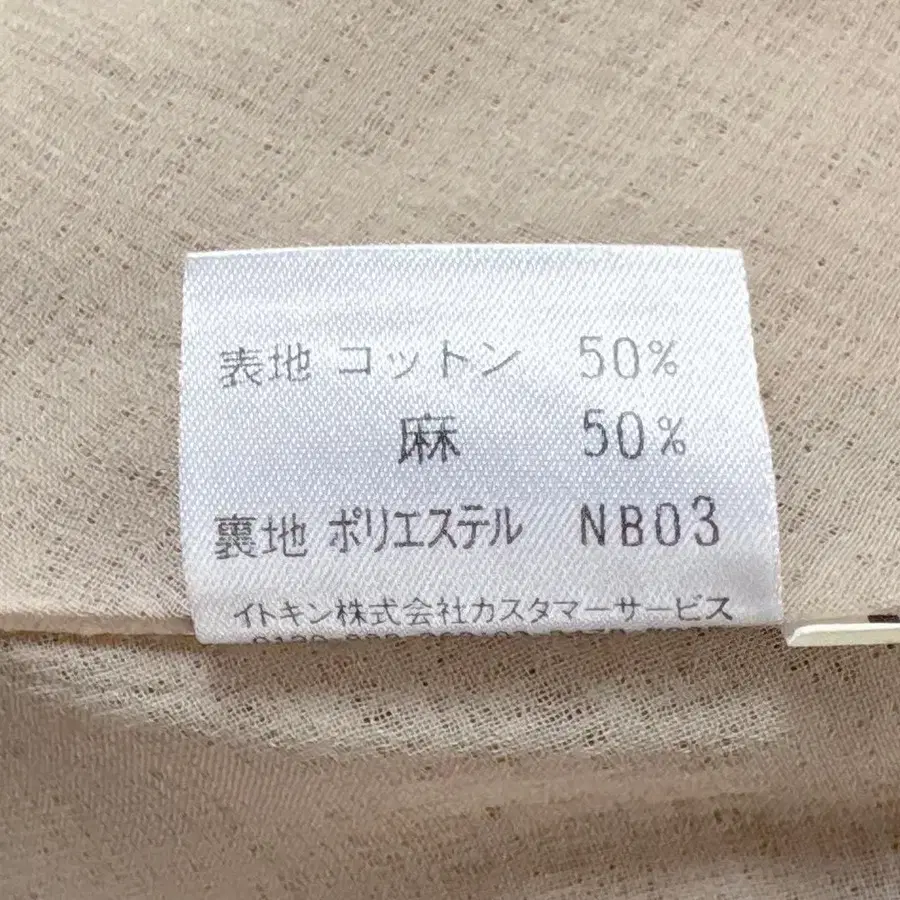 表地 コットン 50%
麻 50%
裏地 ポリエステル NB03
イトキン株式会社カスタマーサービス